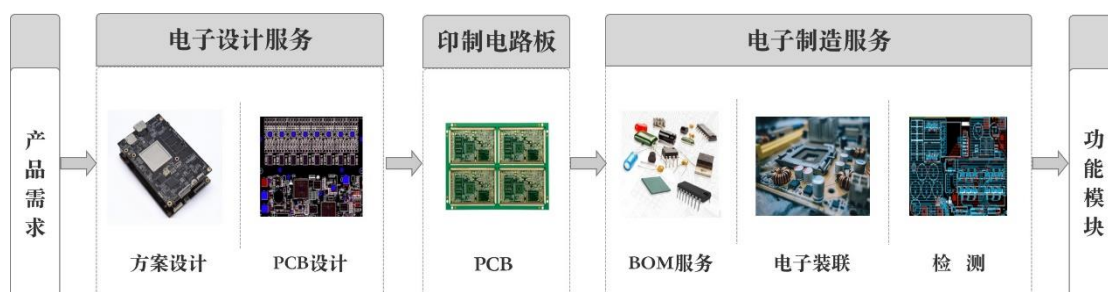 电子设计服务
印制电路板
电子制造服务
产品需求
方案设计
PCB设计
PCB
BOM服务
电子装联
检 测
功能模块